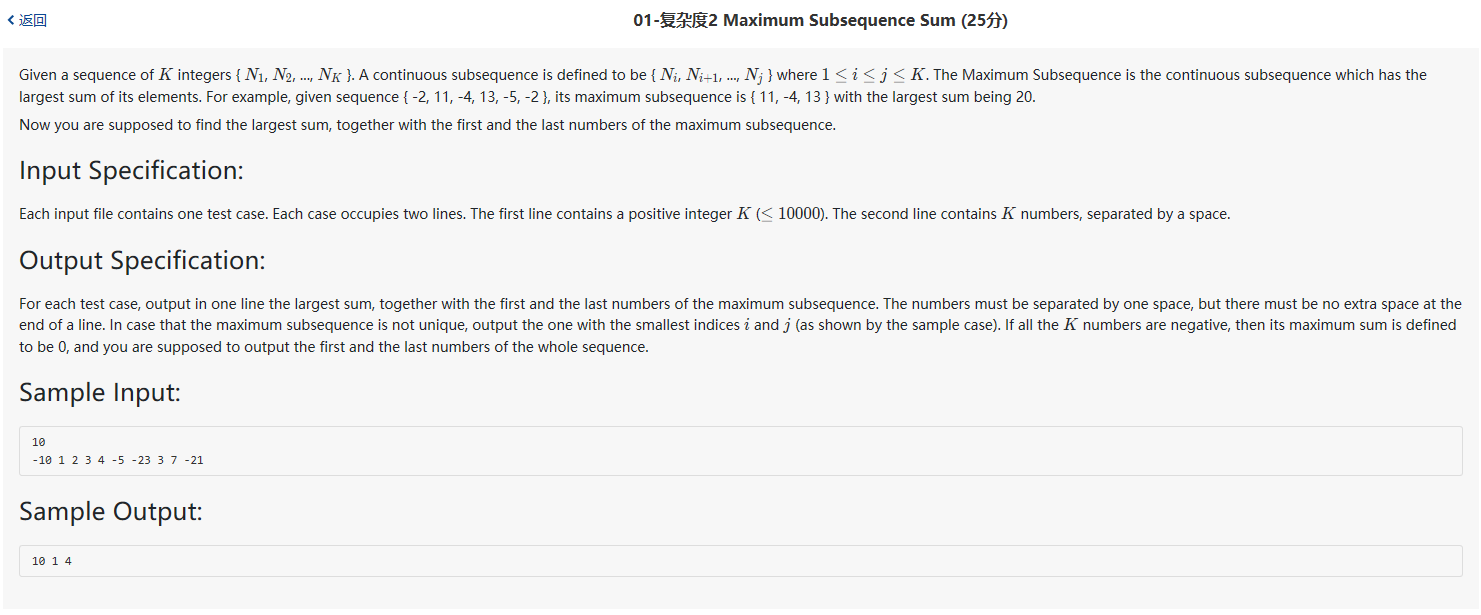 返回
01-复杂度2 Maximum Subsequence Sum (25分)
Given a sequence of K integers { N1, N2, ..., NK }. A continuous subsequence is defined to be { Ni, Ni+1, ..., Nj } where 1 ≤ i ≤ j ≤ K. The Maximum Subsequence is the continuous subsequence which has the
largest sum of its elements. For example, given sequence { -2, 11, -4, 13, -5, -2 }, its maximum subsequence is { 11, -4, 13 } with the largest sum being 20.
Now you are supposed to find the largest sum, together with the first and the last numbers of the maximum subsequence.
Input Specification:
Each input file contains one test case. Each case occupies two lines. The first line contains a positive integer K (≤ 10000). The second line contains K numbers, separated by a space.
Output Specification:
For each test case, output in one line the largest sum, together with the first and the last numbers of the maximum subsequence. The numbers must be separated by one space, but there must be no extra space at the
end of a line. In case that the maximum subsequence is not unique, output the one with the smallest indices i and j (as shown by the sample case). If all the K numbers are negative, then its maximum sum is defined
to be 0, and you are supposed to output the first and the last numbers of the whole sequence.
Sample Input:
10
-10 1 2 3 4 -5 -23 3 7 -21
Sample Output:
10 1 4